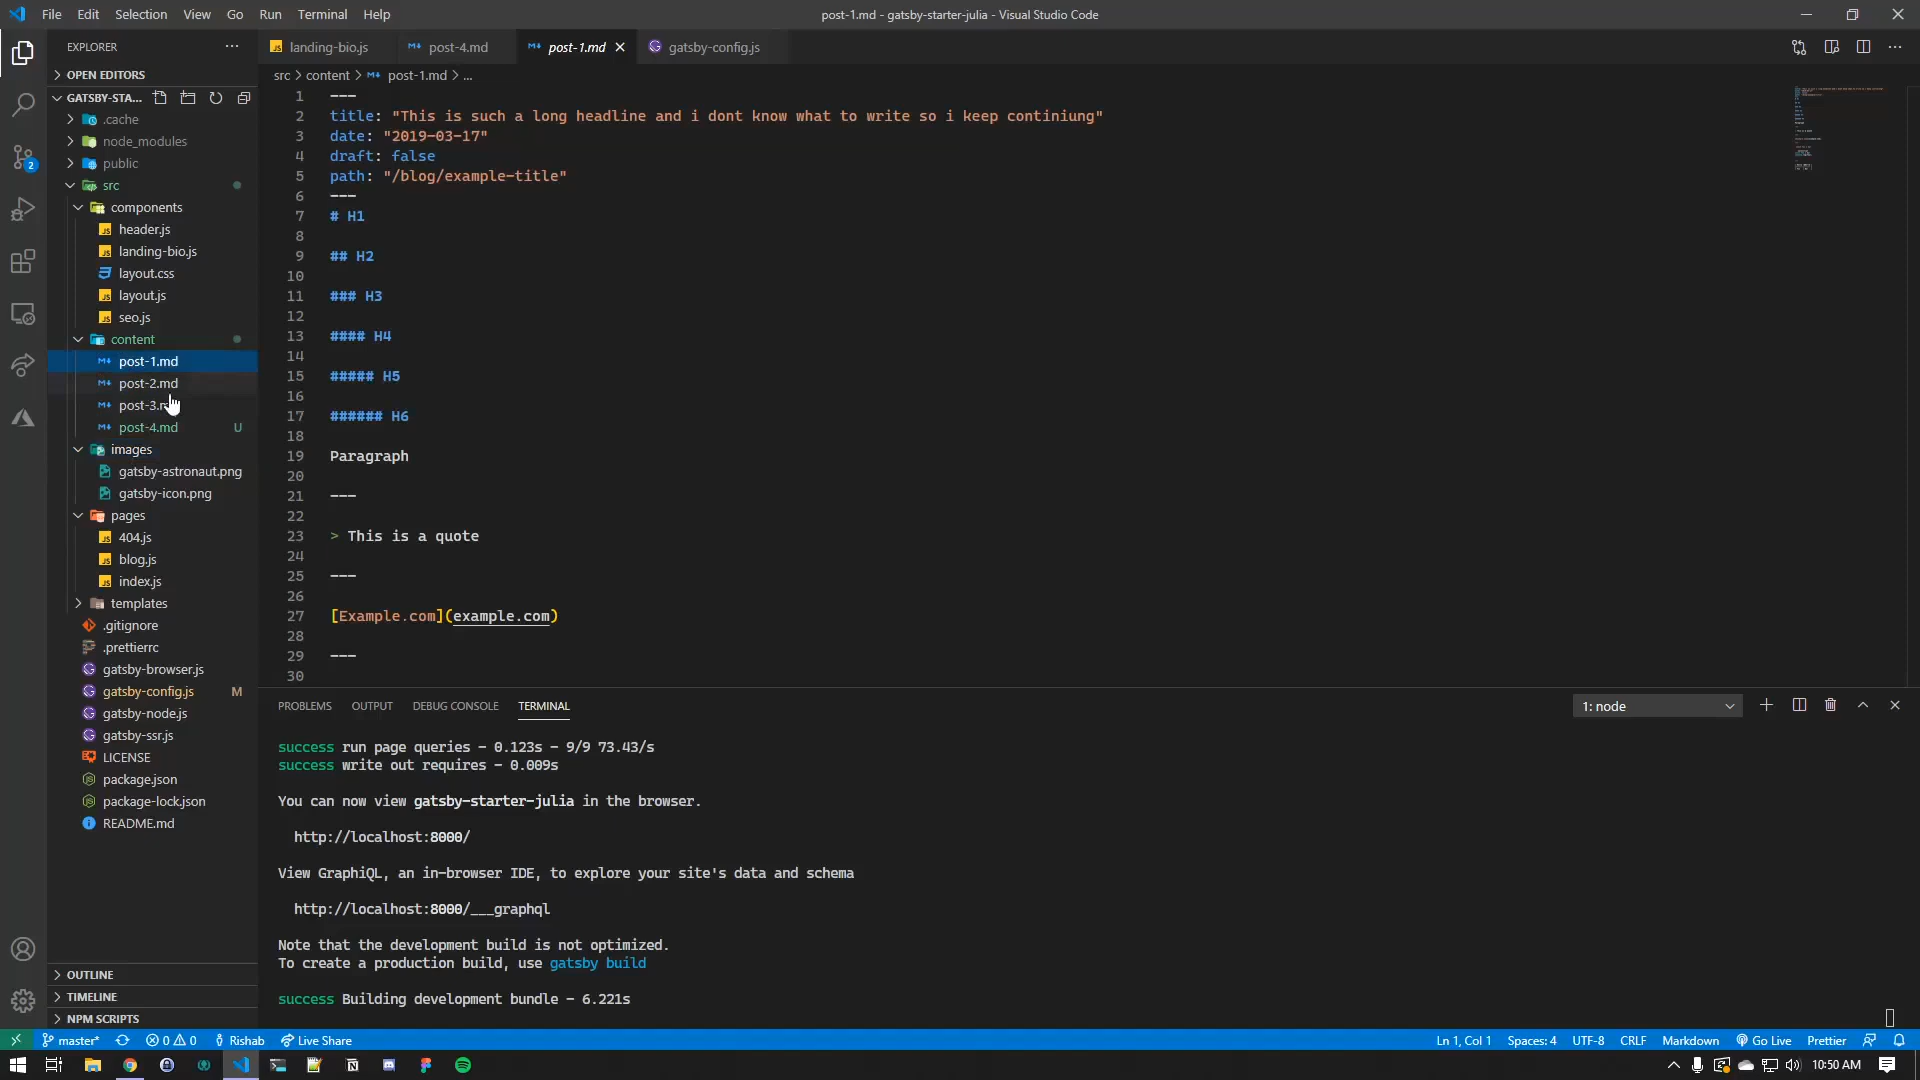 File Edit Selection View Go Run Terminal Help
post-1.md - gatsby-starter-julia - Visual Studio Code
EXPLORER
OPEN EDITORS
GATSBY-STA...
.cache
node_modules
public
src
components
header.js
landing-bio.js
layout.css
layout.js
seo.js
content
post-1.md
post-2.md
post-3.m
post-4.md U
images
gatsby-astronaut.png
gatsby-icon.png
pages
404.js
blog.js
index.js
templates
.gitignore
.prettierrc
gatsby-browser.js
gatsby-config.js M
gatsby-node.js
gatsby-ssr.js
LICENSE
package.json
package-lock.json
README.md
OUTLINE
TIMELINE
NPM SCRIPTS
2
landing-bio.js post-4.md post-1.md gatsby-config.js
src > content > post-1.md > ...
1 ---
2 title: "This is such a long headline and i dont know what to write so i keep continiung"
3 date: "2019-03-17"
4 draft: false
5 path: "/blog/example-title"
6 ---
7 # H1
8
9 ## H2
10
11 ### H3
12
13 #### H4
14
15 ##### H5
16
17 ###### H6
18
19 Paragraph
20
21 ---
22
23 > This is a quote
24
25 ---
26
27 [Example.com](example.com)
28
29 ---
30
PROBLEMS OUTPUT DEBUG CONSOLE TERMINAL
1: node
success run page queries - 0.123s - 9/9 73.43/s
success write out requires - 0.009s
You can now view gatsby-starter-julia in the browser.
http://localhost:8000/
View GraphiQL, an in-browser IDE, to explore your site's data and schema
http://localhost:8000/___graphql
Note that the development build is not optimized.
To create a production build, use gatsby build
success Building development bundle - 6.221s
master* 0 0 Rishab Live Share
Ln 1, Col 1 Spaces: 4 UTF-8 CRLF Markdown Go Live Prettier
10:50 AM